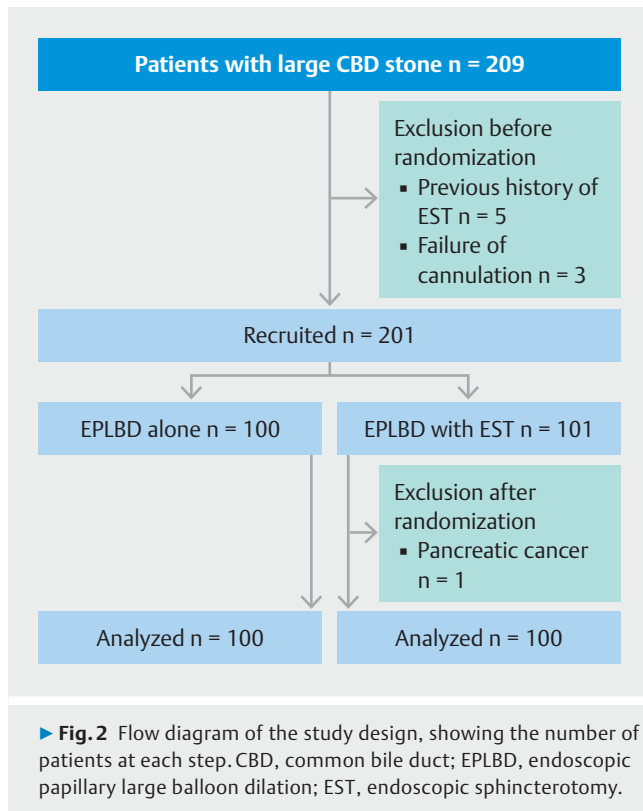 Patients with large CBD stone n = 209
Exclusion before
randomization
▪ Previous history of
EST n = 5
▪ Failure of
cannulation n = 3
Recruited n = 201
EPLBD alone n = 100
EPLBD with EST n = 101
Exclusion after
randomization
▪ Pancreatic cancer
n = 1
Analyzed n = 100
Analyzed n = 100
▶ Fig. 2 Flow diagram of the study design, showing the number of
patients at each step. CBD, common bile duct; EPLBD, endoscopic
papillary large balloon dilation; EST, endoscopic sphincterotomy.